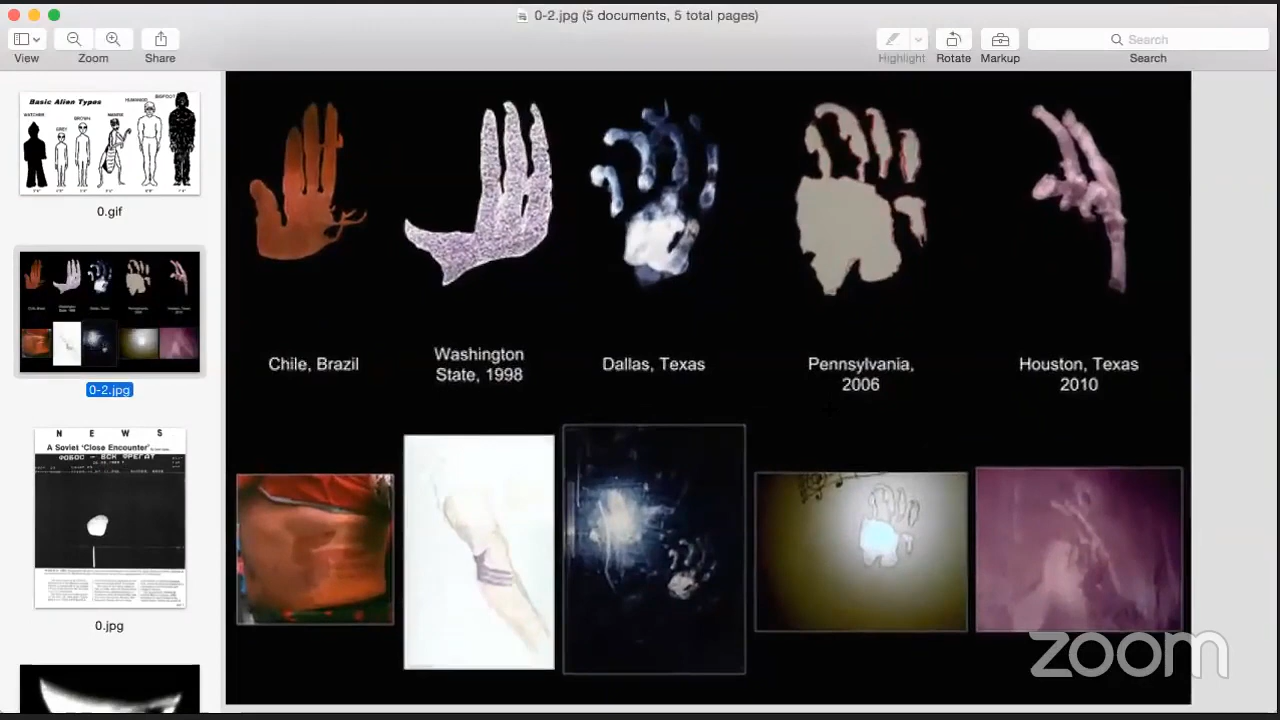 0-2.jpg (5 documents, 5 total pages)
View
Zoom
Share
Highlight
Rotate
Markup
Search
Search
Basic Alien Types
0.gif
0-2.jpg
N E W S
A Soviet 'Close Encounter'
0.jpg
Chile, Brazil
Washington
State, 1998
Dallas, Texas
Pennsylvania,
2006
Houston, Texas
2010
zoom